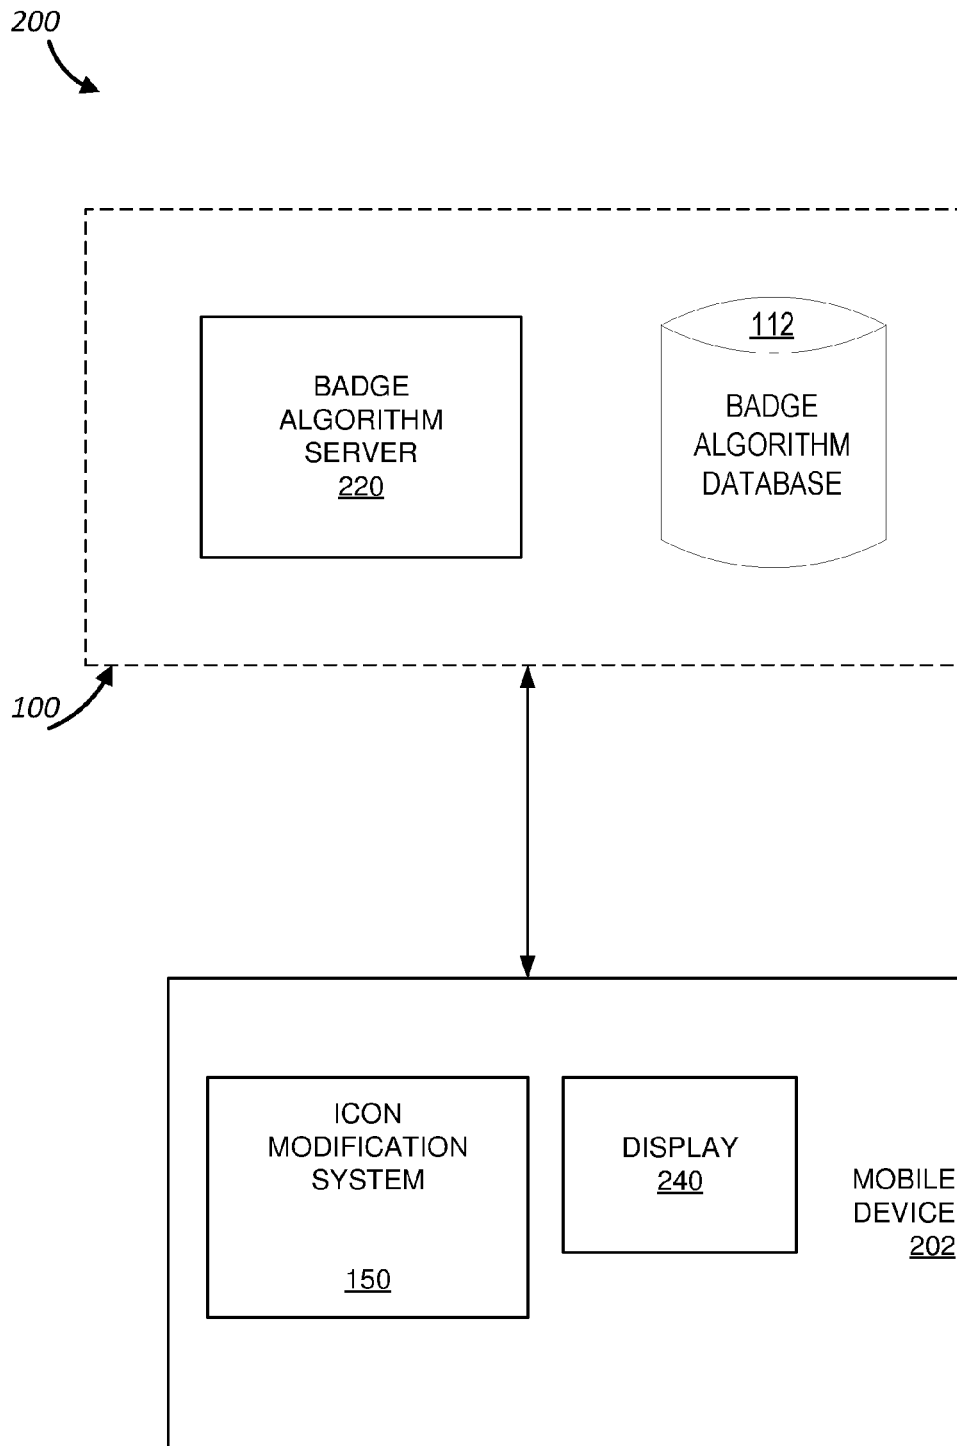 200
BADGE
ALGORITHM
SERVER
220
112
BADGE
ALGORITHM
DATABASE
100
ICON
MODIFICATION
SYSTEM
150
DISPLAY
240
MOBILE
DEVICE
202